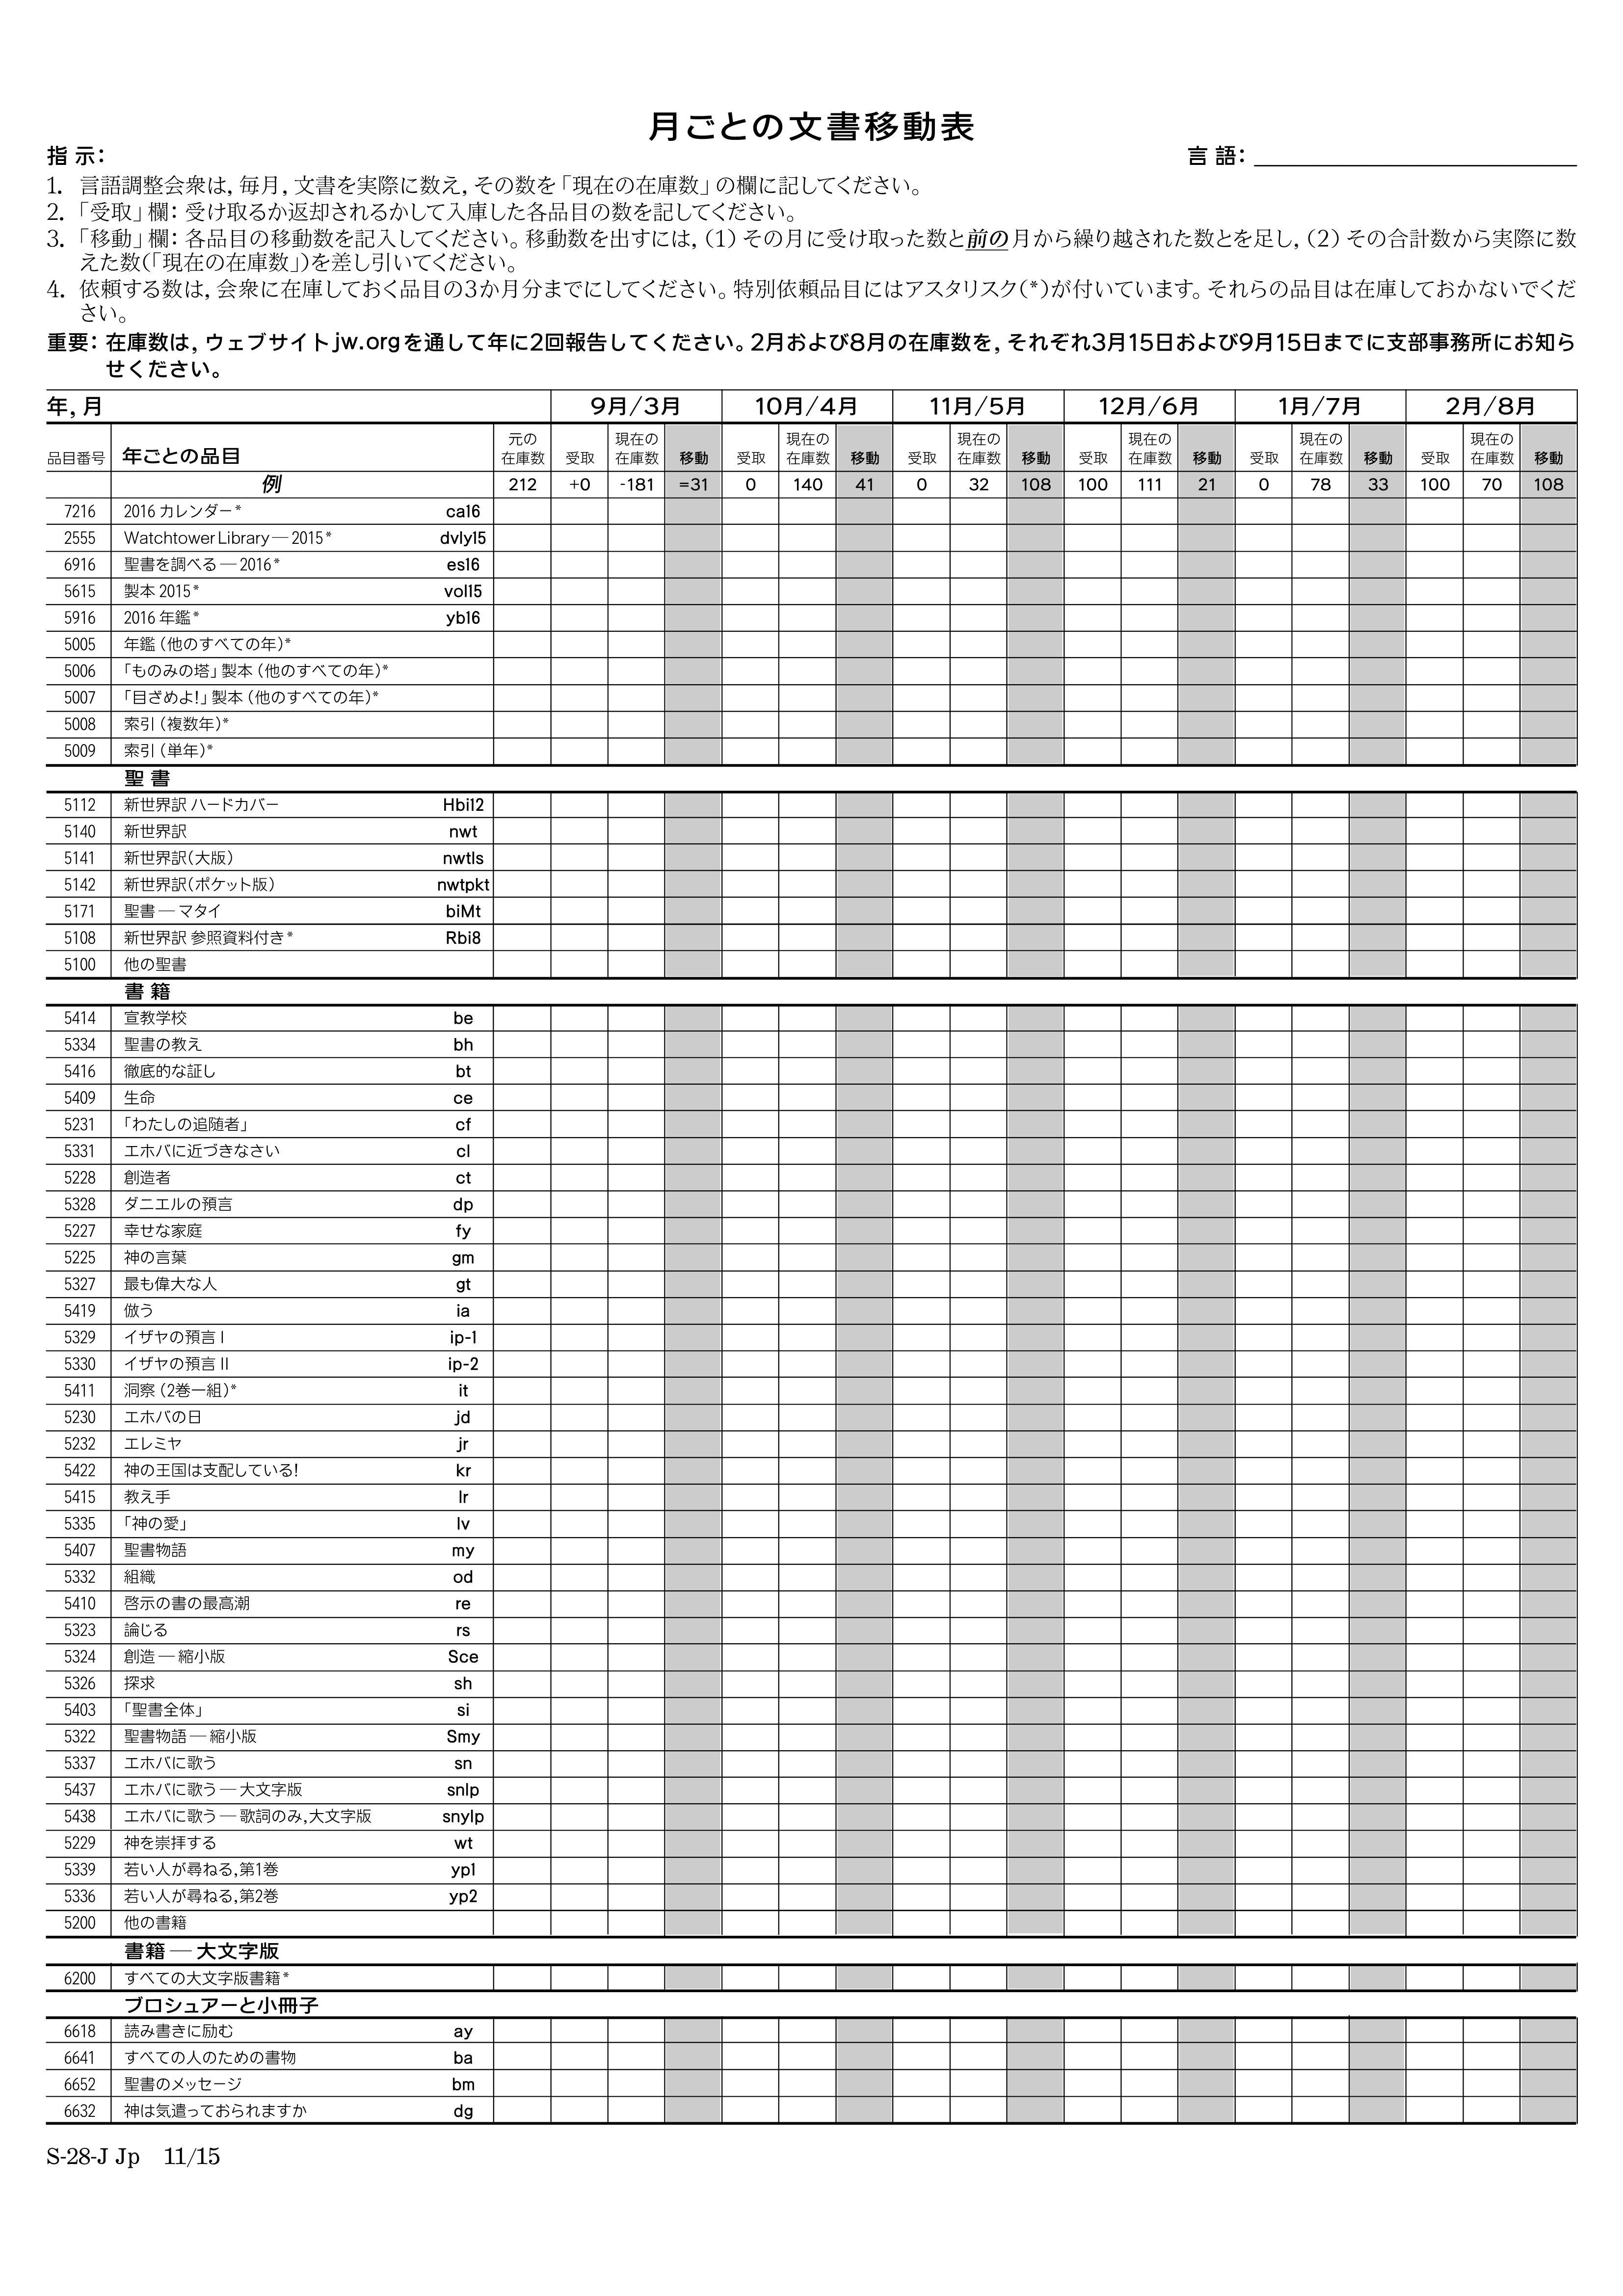 月ごとの文書移動表
指 示：
言 語：
1. 言語調整会衆は，毎月，文書を実際に数え，その数を「現在の在庫数」の欄に記してください。
2. 「受取」欄：受け取るか返却されるかして入庫した各品目の数を記してください。
3. 「移動」欄：各品目の移動数を記入してください。移動数を出すには，（1）その月に受け取った数と前の月から繰り越された数とを足し，（2）その合計数から実際に数
えた数（「現在の在庫数」）を差し引いてください。
4. 依頼する数は，会衆に在庫しておく品目の3か月分までにしてください。特別依頼品目にはアスタリスク（*）が付いています。それらの品目は在庫しておかないでくだ
さい。
重要：在庫数は，ウェブサイトjw.orgを通して年に2回報告してください。2月および8月の在庫数を，それぞれ3月15日および9月15日までに支部事務所にお知ら
せください。
年，月 9月/3月 10月/4月 11月/5月 12月/6月 1月/7月 2月/8月
元の 現在の 現在の 現在の 現在の 現在の 現在の
品目番号 年ごとの品目 在庫数 受取 在庫数 移動 受取 在庫数 移動 受取 在庫数 移動 受取 在庫数 移動 受取 在庫数 移動 受取 在庫数 移動
例 212 +0 -181 =31 0 140 41 0 32 108 100 111 21 0 78 33 100 70 108
7216 2016 カレンダー* ca16
2555 Watchtower Library — 2015* dvly15
6916 聖書を調べる — 2016* es16
5615 製本 2015* vol15
5916 2016 年鑑* yb16
5005 年鑑（他のすべての年）*
5006 「ものみの塔」製本（他のすべての年）*
5007 「目ざめよ!」製本（他のすべての年）*
5008 索引（複数年）*
5009 索引（単年）*
聖 書
5112 新世界訳 ハードカバー Hbi12
5140 新世界訳 nwt
5141 新世界訳（大版） nwtls
5142 新世界訳（ポケット版） nwtpkt
5171 聖書 — マタイ biMt
5108 新世界訳 参照資料付き* Rbi8
5100 他の聖書
書 籍
5414 宣教学校 be
5334 聖書の教え bh
5416 徹底的な証し bt
5409 生命 ce
5231 「わたしの追随者」 cf
5331 エホバに近づきなさい cl
5228 創造者 ct
5328 ダニエルの預言 dp
5227 幸せな家庭 fy
5225 神の言葉 gm
5327 最も偉大な人 gt
5419 倣う ia
5329 イザヤの預言 I ip-1
5330 イザヤの預言 II ip-2
5411 洞察（2巻一組）* it
5230 エホバの日 jd
5232 エレミヤ jr
5422 神の王国は支配している! kr
5415 教え手 lr
5335 「神の愛」 lv
5407 聖書物語 my
5332 組織 od
5410 啓示の書の最高潮 re
5323 論じる rs
5324 創造 — 縮小版 Sce
5326 探求 sh
5403 「聖書全体」 si
5322 聖書物語 — 縮小版 Smy
5337 エホバに歌う sn
5437 エホバに歌う — 大文字版 snlp
5438 エホバに歌う — 歌詞のみ，大文字版 snylp
5229 神を崇拝する wt
5339 若い人が尋ねる，第1巻 yp1
5336 若い人が尋ねる，第2巻 yp2
5200 他の書籍
書籍 — 大文字版
6200 すべての大文字版書籍*
ブロシュアーと小冊子
6618 読み書きに励む ay
6641 すべての人のための書物 ba
6652 聖書のメッセージ bm
6632 神は気遣っておられますか dg
S-28-J Jp 11/15